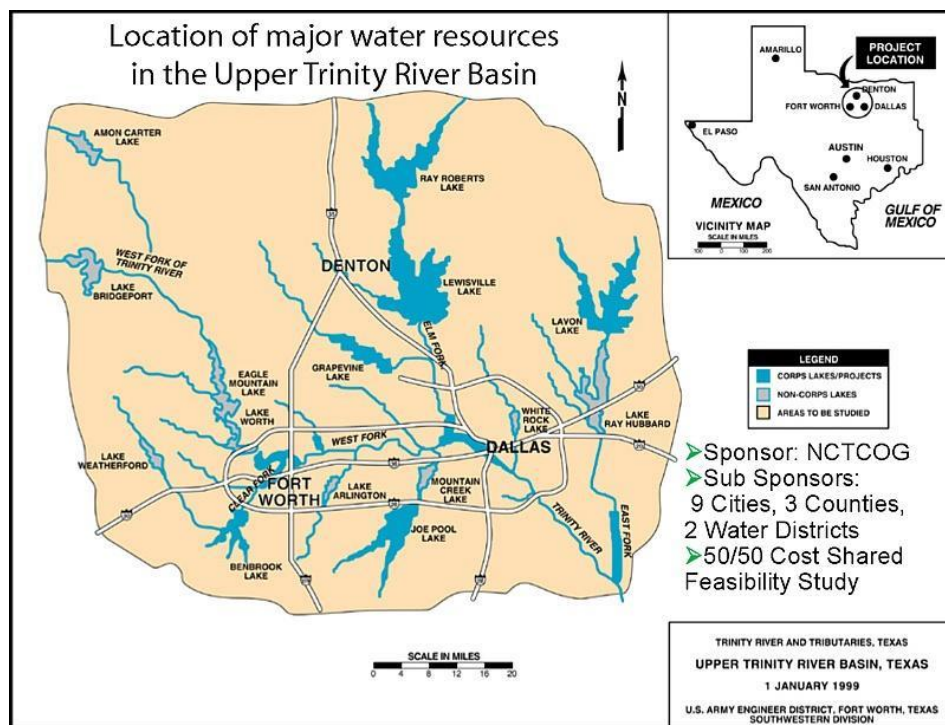 Location of major water resources
in the Upper Trinity River Basin
N
AMON CARTER
LAKE
RAY ROBERTS
LAKE
35
WEST FORK OF
TRINITY RIVER
LAKE
BRIDGEPORT
DENTON
LEWISVILLE
LAKE
LAVON
LAKE
ELM FORK
GRAPEVINE
LAKE
EAGLE
MOUNTAIN
LAKE
LAKE
WORTH
WHITE
ROCK
LAKE
LAKE
RAY HUBBARD
30
WEST FORK
DALLAS
LAKE
WEATHERFORD
CLEAR FORK
FORT
WORTH
LAKE
ARLINGTON
MOUNTAIN
CREEK
LAKE
20
JOE POOL
LAKE
BENBROOK
LAKE
TRINITY RIVER
EAST FORK
SCALE IN MILES
0 4 8 12 16 20
PROJECT
LOCATION
AMARILLO
DENTON
FORT WORTH
DALLAS
EL PASO
AUSTIN
HOUSTON
SAN ANTONIO
MEXICO
GULF OF
MEXICO
VICINITY MAP
SCALE IN MILES
100 0 100 200
LEGEND
CORPS LAKES/PROJECTS
NON-CORPS LAKES
AREAS TO BE STUDIED
➢Sponsor: NCTCOG
➢Sub Sponsors:
9 Cities, 3 Counties,
2 Water Districts
➢50/50 Cost Shared
Feasibility Study
TRINITY RIVER AND TRIBUTARIES, TEXAS
UPPER TRINITY RIVER BASIN, TEXAS
1 JANUARY 1999
U.S. ARMY ENGINEER DISTRICT, FORT WORTH, TEXAS
SOUTHWESTERN DIVISION